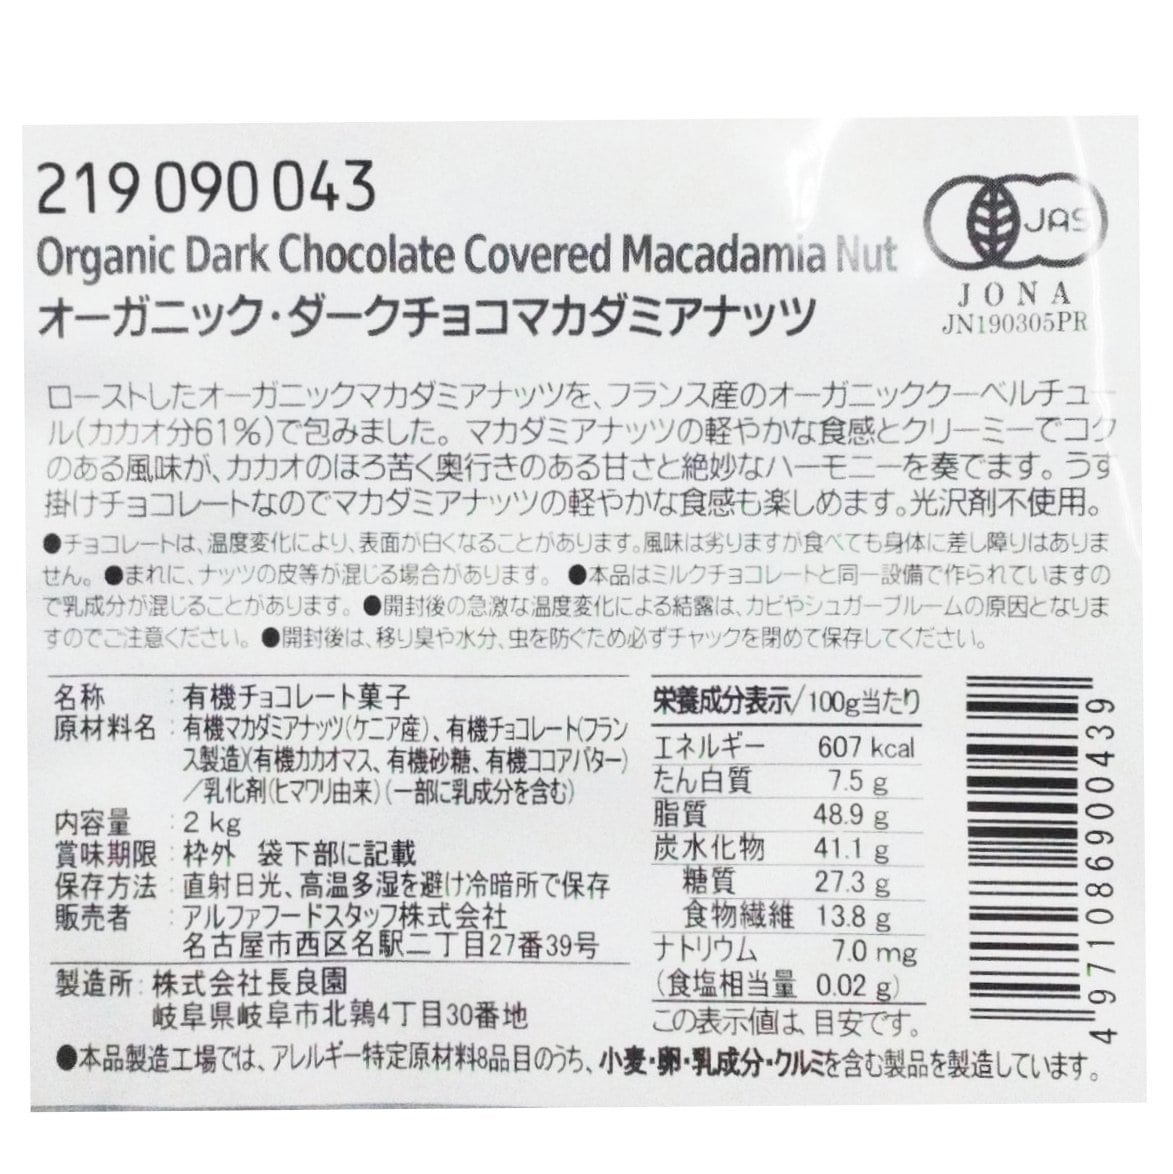 219 090 043
Organic Dark Chocolate Covered Macadamia Nut
オーガニック・ダークチョコマカダミアナッツ
JAS
JONA
JN190305PR
ローストしたオーガニックマカダミアナッツを、フランス産のオーガニッククーベルチュー
ル(カカオ分61%)で包みました。マカダミアナッツの軽やかな食感とクリーミーでコク
のある風味が、カカオのほろ苦く奥行きのある甘さと絶妙なハーモニーを奏でます。うす
掛けチョコレートなのでマカダミアナッツの軽やかな食感も楽しめます。光沢剤不使用。
●チョコレートは、温度変化により、表面が白くなることがあります。風味は劣りますが食べても身体に差し障りはありま
せん。●まれに、ナッツの皮等が混じる場合があります。 ●本品はミルクチョコレートと同一設備で作られていますの
で乳成分が混じることがあります。●開封後の急激な温度変化による結露は、カビやシュガーブルームの原因となりま
すのでご注意ください。●開封後は、移り臭や水分、虫を防ぐため必ずチャックを閉めて保存してください。
名称 : 有機チョコレート菓子
原材料名 : 有機マカダミアナッツ(ケニア産)、有機チョコレート(フラン
ス製造)(有機カカオマス、有機砂糖、有機ココアバター)
/乳化剤(ヒマワリ由来)(一部に乳成分を含む)
内容量 : 2 kg
賞味期限 : 枠外 袋下部に記載
保存方法 : 直射日光、高温多湿を避け冷暗所で保存
販売者 : アルファフードスタッフ株式会社
名古屋市西区名駅二丁目27番39号
製造所 : 株式会社長良園
岐阜県岐阜市北鶉4丁目30番地
栄養成分表示/100g当たり
エネルギー 607 kcal
たん白質 7.5 g
脂質 48.9 g
炭水化物 41.1 g
糖質 27.3 g
食物繊維 13.8 g
ナトリウム 7.0 mg
(食塩相当量 0.02 g)
この表示値は、目安です。
4971086900439
●本品製造工場では、アレルギー特定原材料8品目のうち、小麦・卵・乳成分・クルミを含む製品を製造しています。